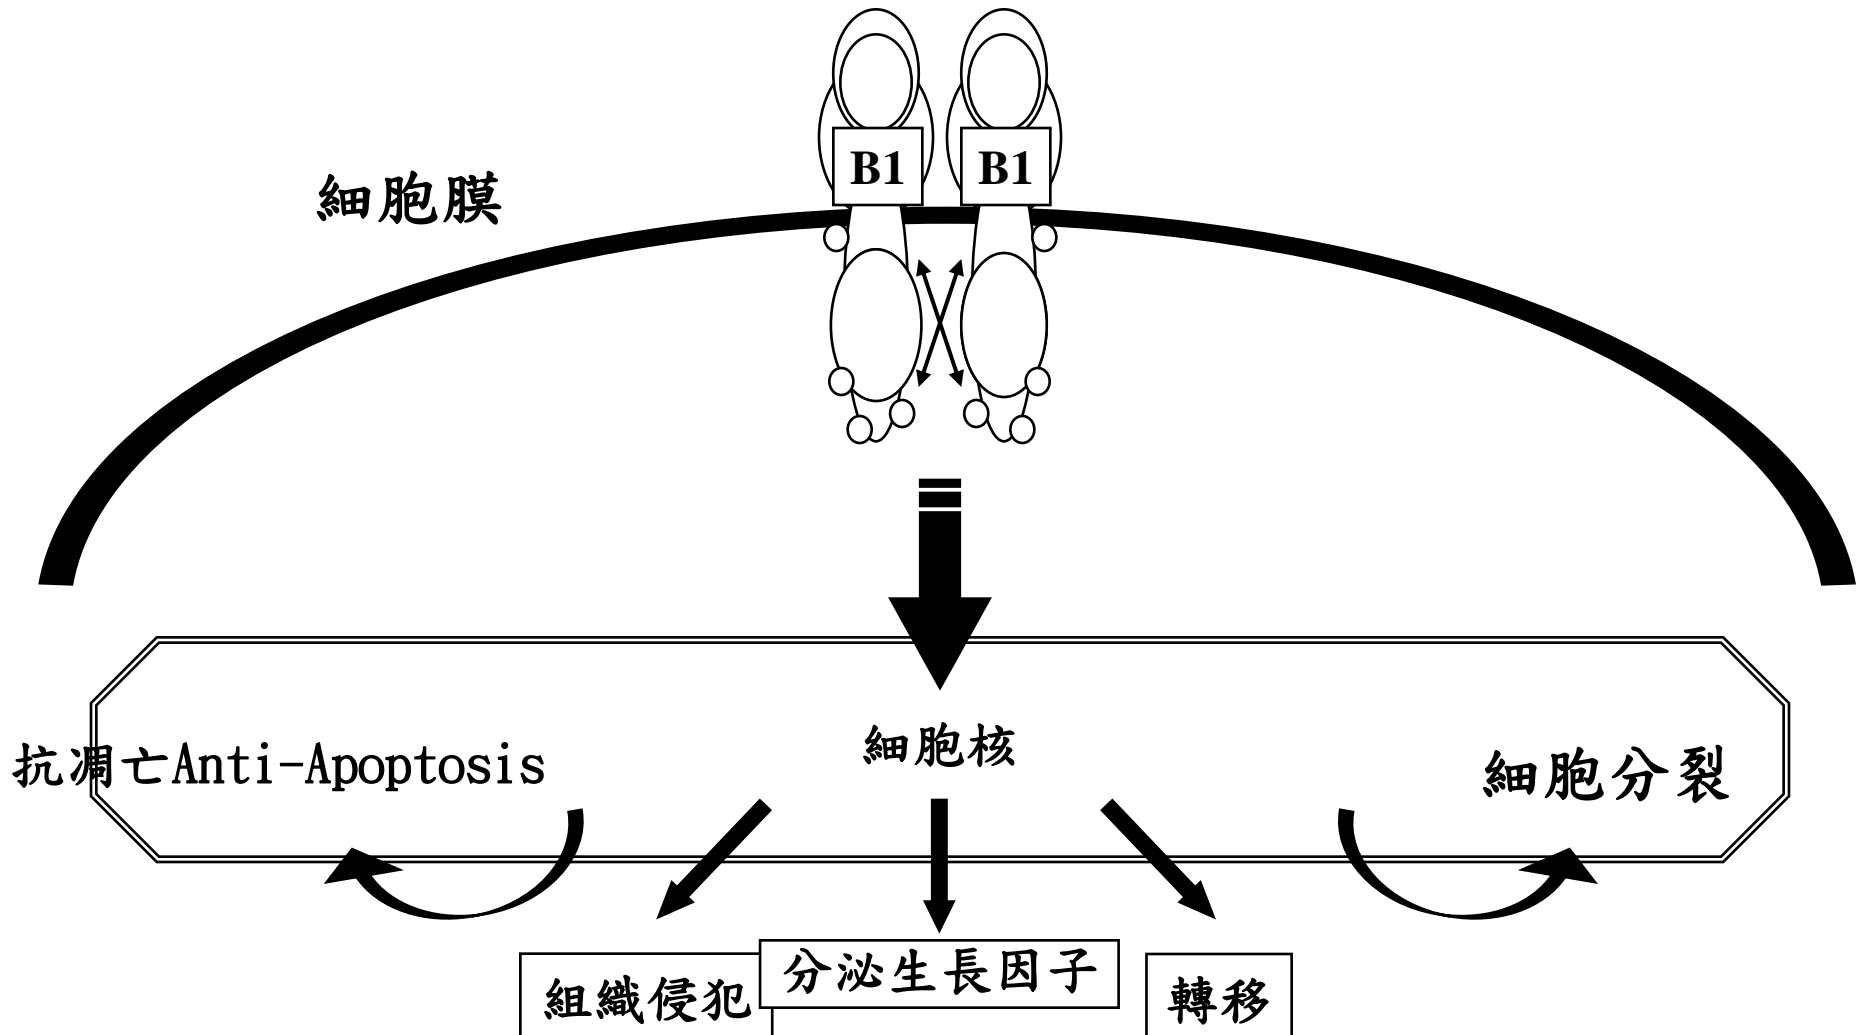 B1 B1
細胞膜
細胞核
抗凋亡Anti-Apoptosis
細胞分裂
組織侵犯
分泌生長因子
轉移